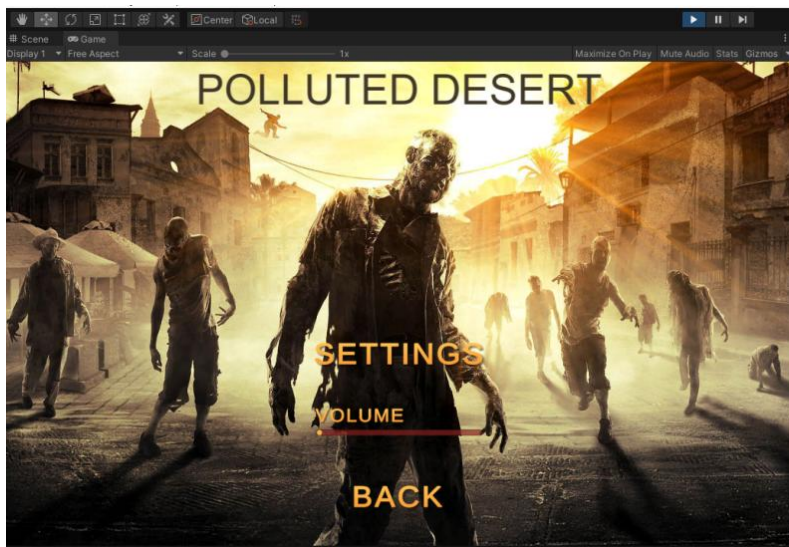 Center Local
Scene Game
Display 1 Free Aspect Scale 1x Maximize On Play Mute Audio Stats Gizmos
POLLUTED DESERT
SETTINGS
VOLUME
BACK